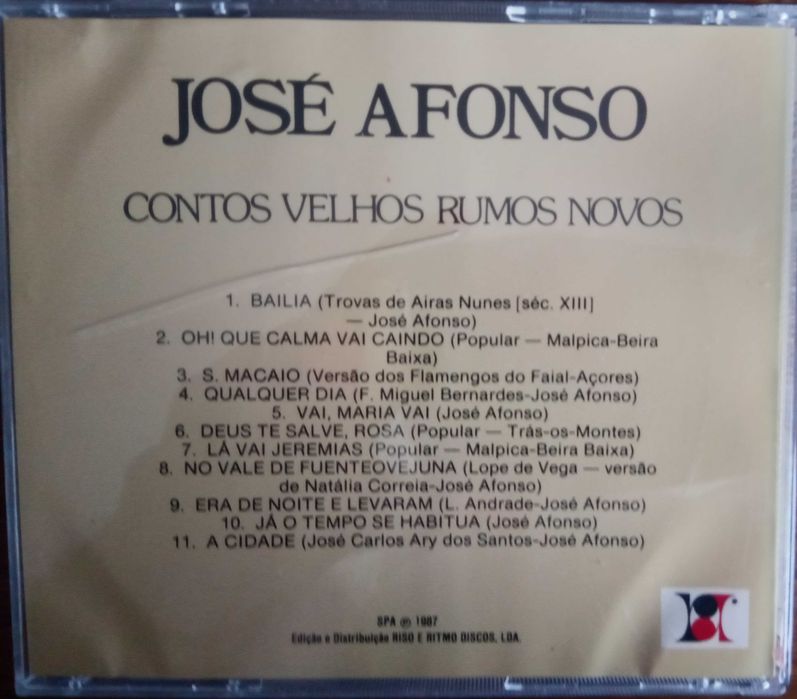 JOSÉ AFONSO
CONTOS VELHOS RUMOS NOVOS
1. BAILIA (Trovas de Airas Nunes [séc. XIII]
— José Afonso)
2. OH! QUE CALMA VAI CAINDO (Popular — Malpica-Beira
Baixa)
3. S. MACAIO (Versão dos Flamengos do Faial-Açores)
4. QUALQUER DIA (F. Miguel Bernardes-José Afonso)
5. VAI, MARIA VAI (José Afonso)
6. DEUS TE SALVE, ROSA (Popular — Trás-os-Montes)
7. LÁ VAI JEREMIAS (Popular — Malpica-Beira Baixa)
8. NO VALE DE FUENTEOVEJUNA (Lope de Vega — versão
de Natália Correia-José Afonso)
9. ERA DE NOITE E LEVARAM (L. Andrade-José Afonso)
10. JÁ O TEMPO SE HABITUA (José Afonso)
11. A CIDADE (José Carlos Ary dos Santos-José Afonso)
SPA ℗ 1987
Edição e Distribuição RISO E RITMO DISCOS, LDA.